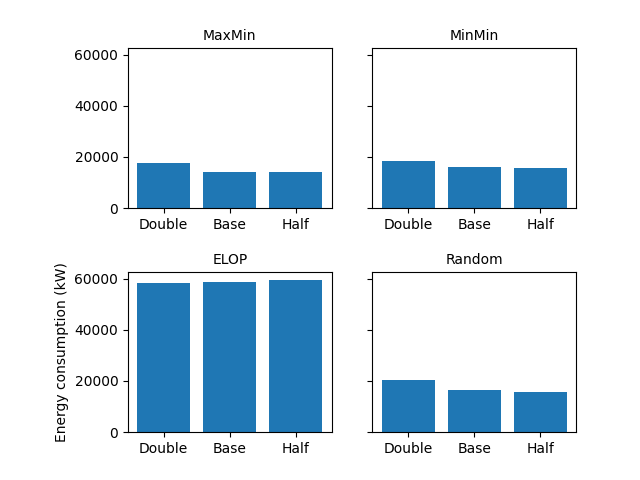 MaxMin
MinMin
60000
40000
20000
0
Double Base Half
Double Base Half
ELOP
Random
Energy consumption (kW)
60000
40000
20000
0
Double Base Half
Double Base Half